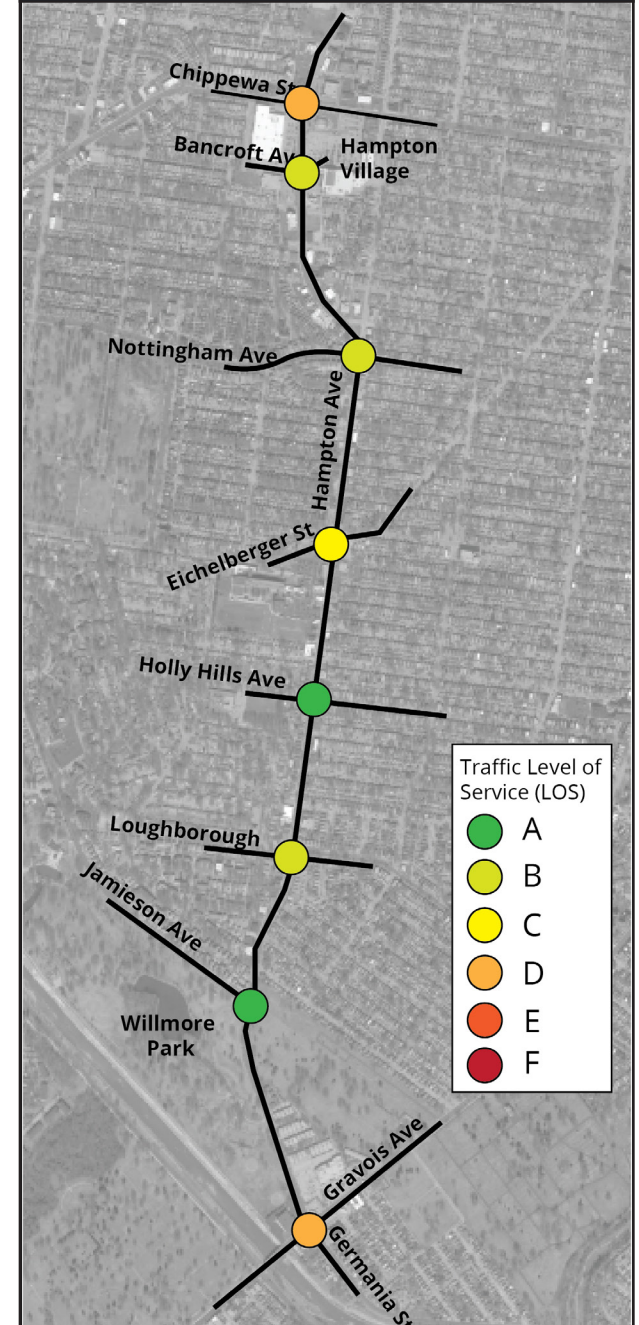 Chippewa St
Bancroft Av
Hampton
Village
Nottingham Ave
Hampton Ave
Eichelberger St
Holly Hills Ave
Loughborough
Jamieson Ave
Willmore
Park
Gravois Ave
Germania St
Traffic Level of
Service (LOS)
A
B
C
D
E
F